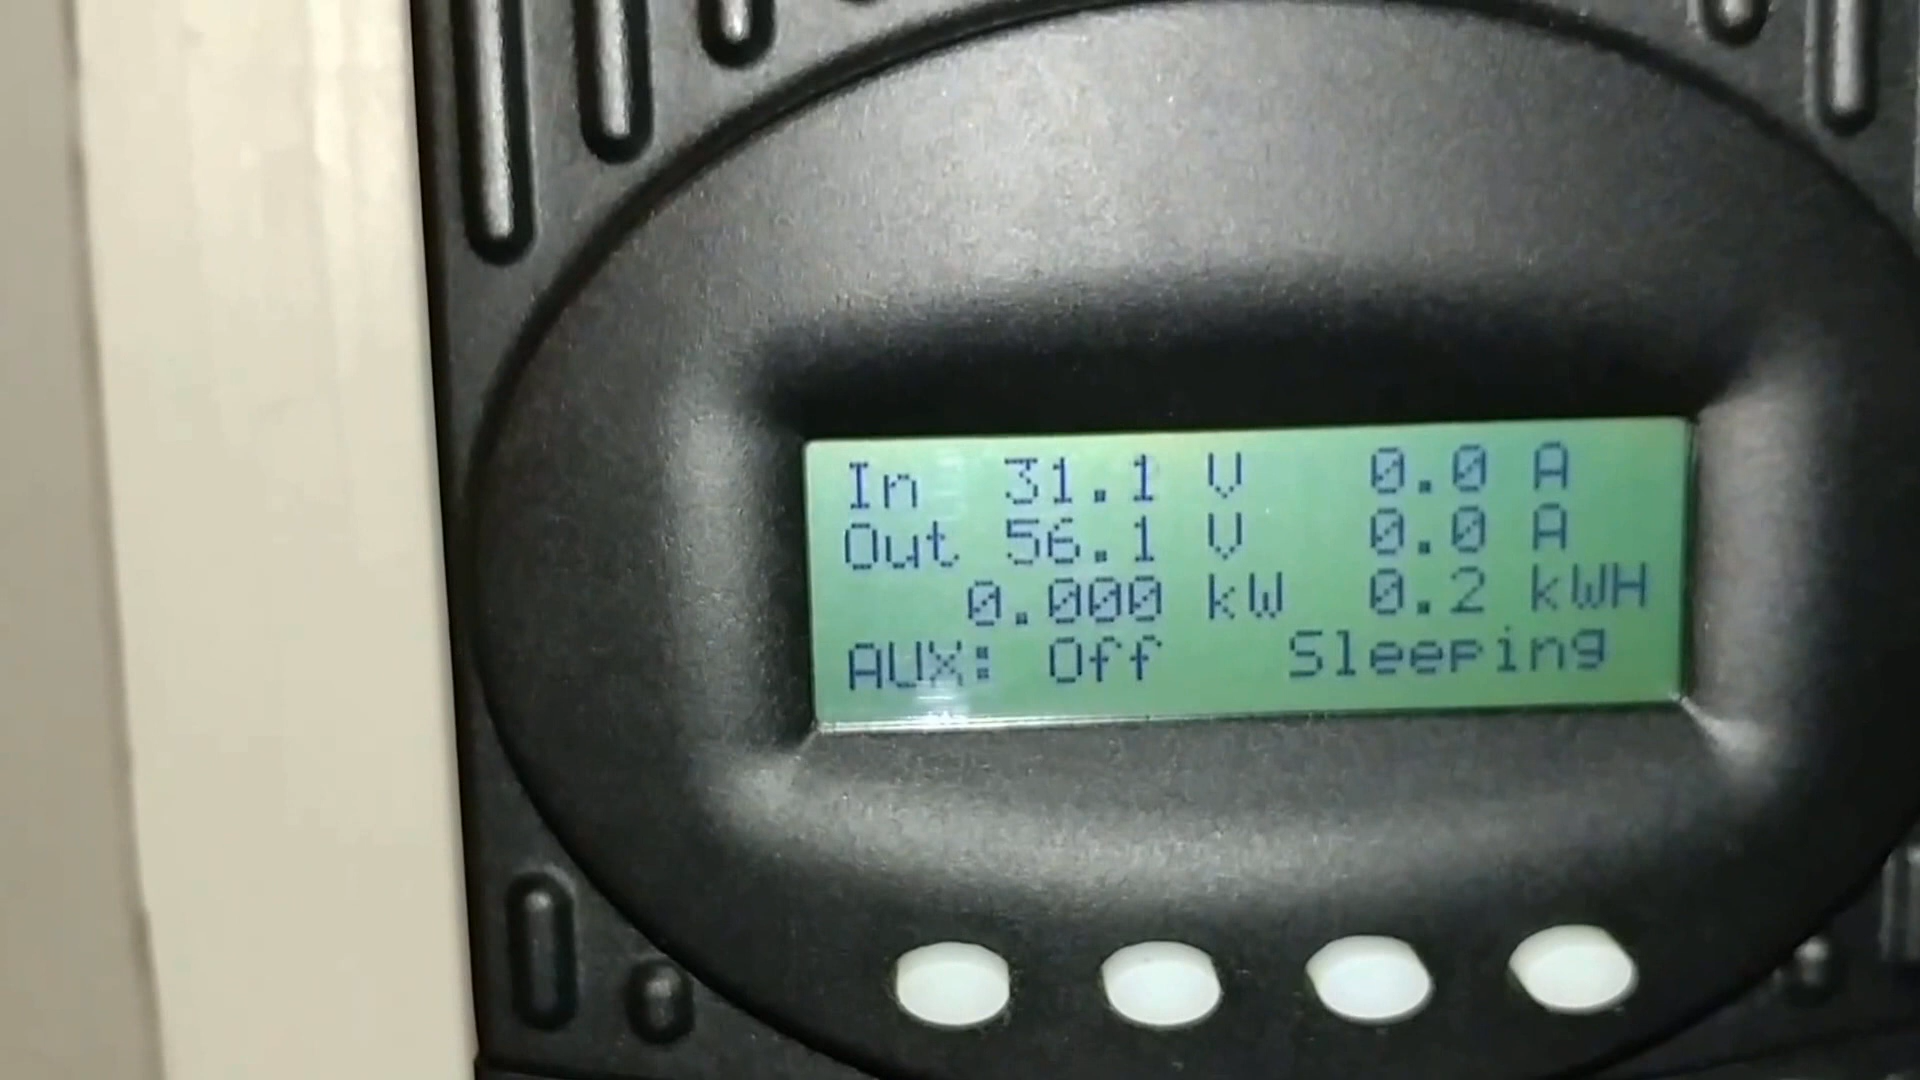 In 31.1 V 0.0 A
Out 56.1 V 0.0 A
0.000 kW 0.2 kWH
AUX: Off Sleeping